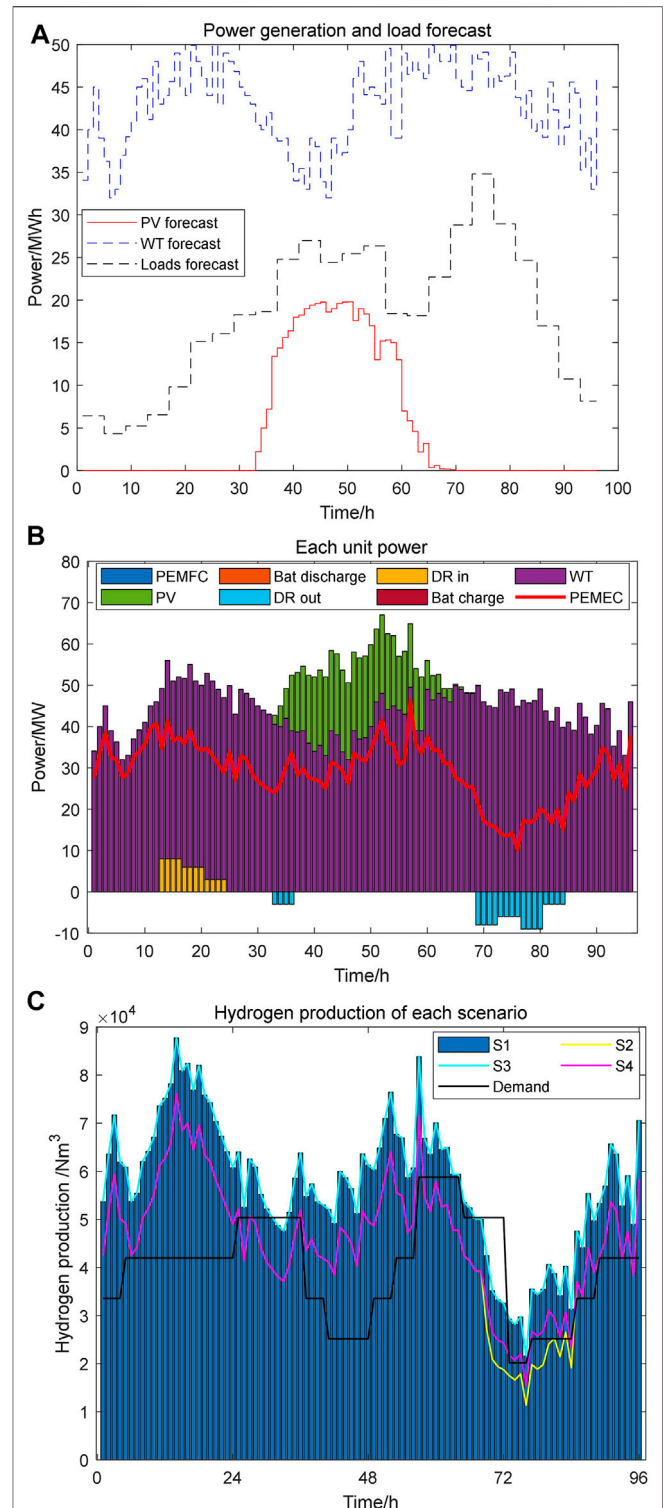 A
Power generation and load forecast
50
45
40
35
30
25
20
15
10
5
0
Power/MWh
PV forecast
WT forecast
Loads forecast
0 10 20 30 40 50 60 70 80 90 100
Time/h
B
Each unit power
80
70
60
50
40
30
20
10
0
-10
Power/MW
PEMFC Bat discharge DR in WT
PV DR out Bat charge PEMEC
0 10 20 30 40 50 60 70 80 90
Time/h
C
×10⁴ Hydrogen production of each scenario
9
8
7
6
5
4
3
2
1
0
Hydrogen production /Nm³
S1 S2
S3 S4
Demand
0 24 48 72 96
Time/h